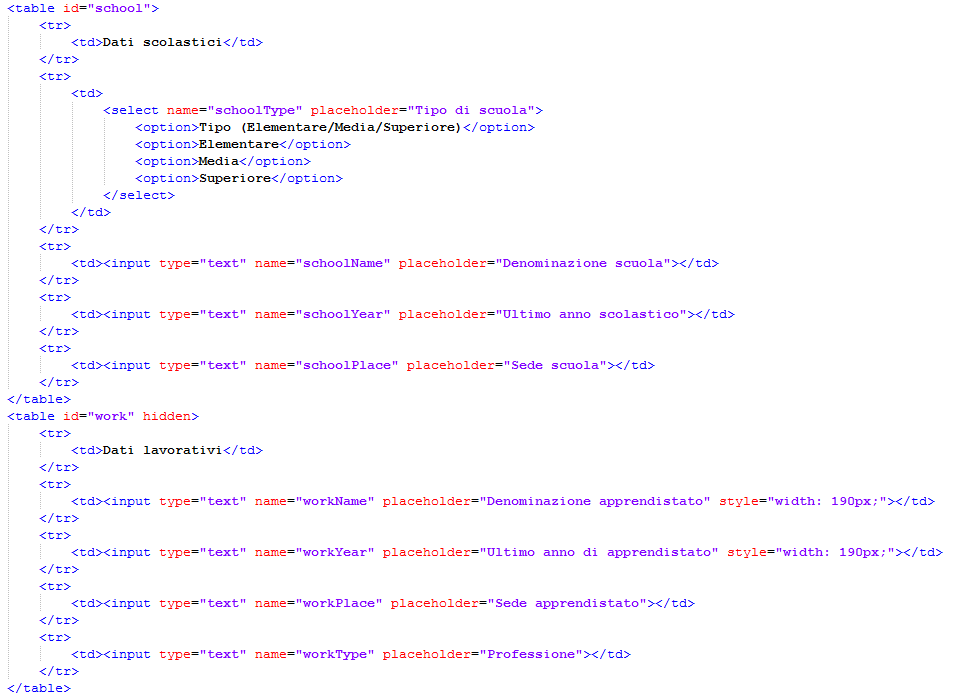 <table id="school">
<tr>
<td>Dati scolastici</td>
</tr>
<tr>
<td>
<select name="schoolType" placeholder="Tipo di scuola">
<option>Tipo (Elementare/Media/Superiore)</option>
<option>Elementare</option>
<option>Media</option>
<option>Superiore</option>
</select>
</td>
</tr>
<tr>
<td><input type="text" name="schoolName" placeholder="Denominazione scuola"></td>
</tr>
<tr>
<td><input type="text" name="schoolYear" placeholder="Ultimo anno scolastico"></td>
</tr>
<tr>
<td><input type="text" name="schoolPlace" placeholder="Sede scuola"></td>
</tr>
</table>
<table id="work" hidden>
<tr>
<td>Dati lavorativi</td>
</tr>
<tr>
<td><input type="text" name="workName" placeholder="Denominazione apprendistato" style="width: 190px;"></td>
</tr>
<tr>
<td><input type="text" name="workYear" placeholder="Ultimo anno di apprendistato" style="width: 190px;"></td>
</tr>
<tr>
<td><input type="text" name="workPlace" placeholder="Sede apprendistato"></td>
</tr>
<tr>
<td><input type="text" name="workType" placeholder="Professione"></td>
</tr>
</table>